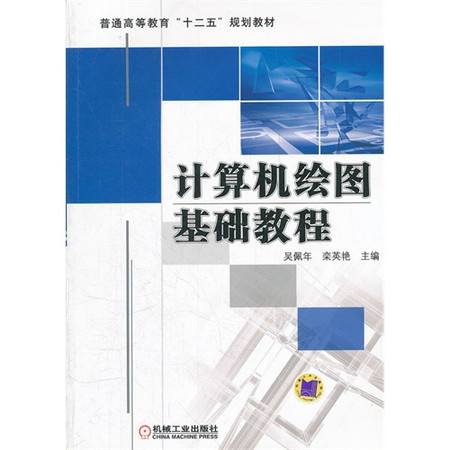 普通高等教育“十二五”规划教材
计算机绘图
基础教程
吴佩年 栾英艳 主编
机械工业出版社
CHINA MACHINE PRESS